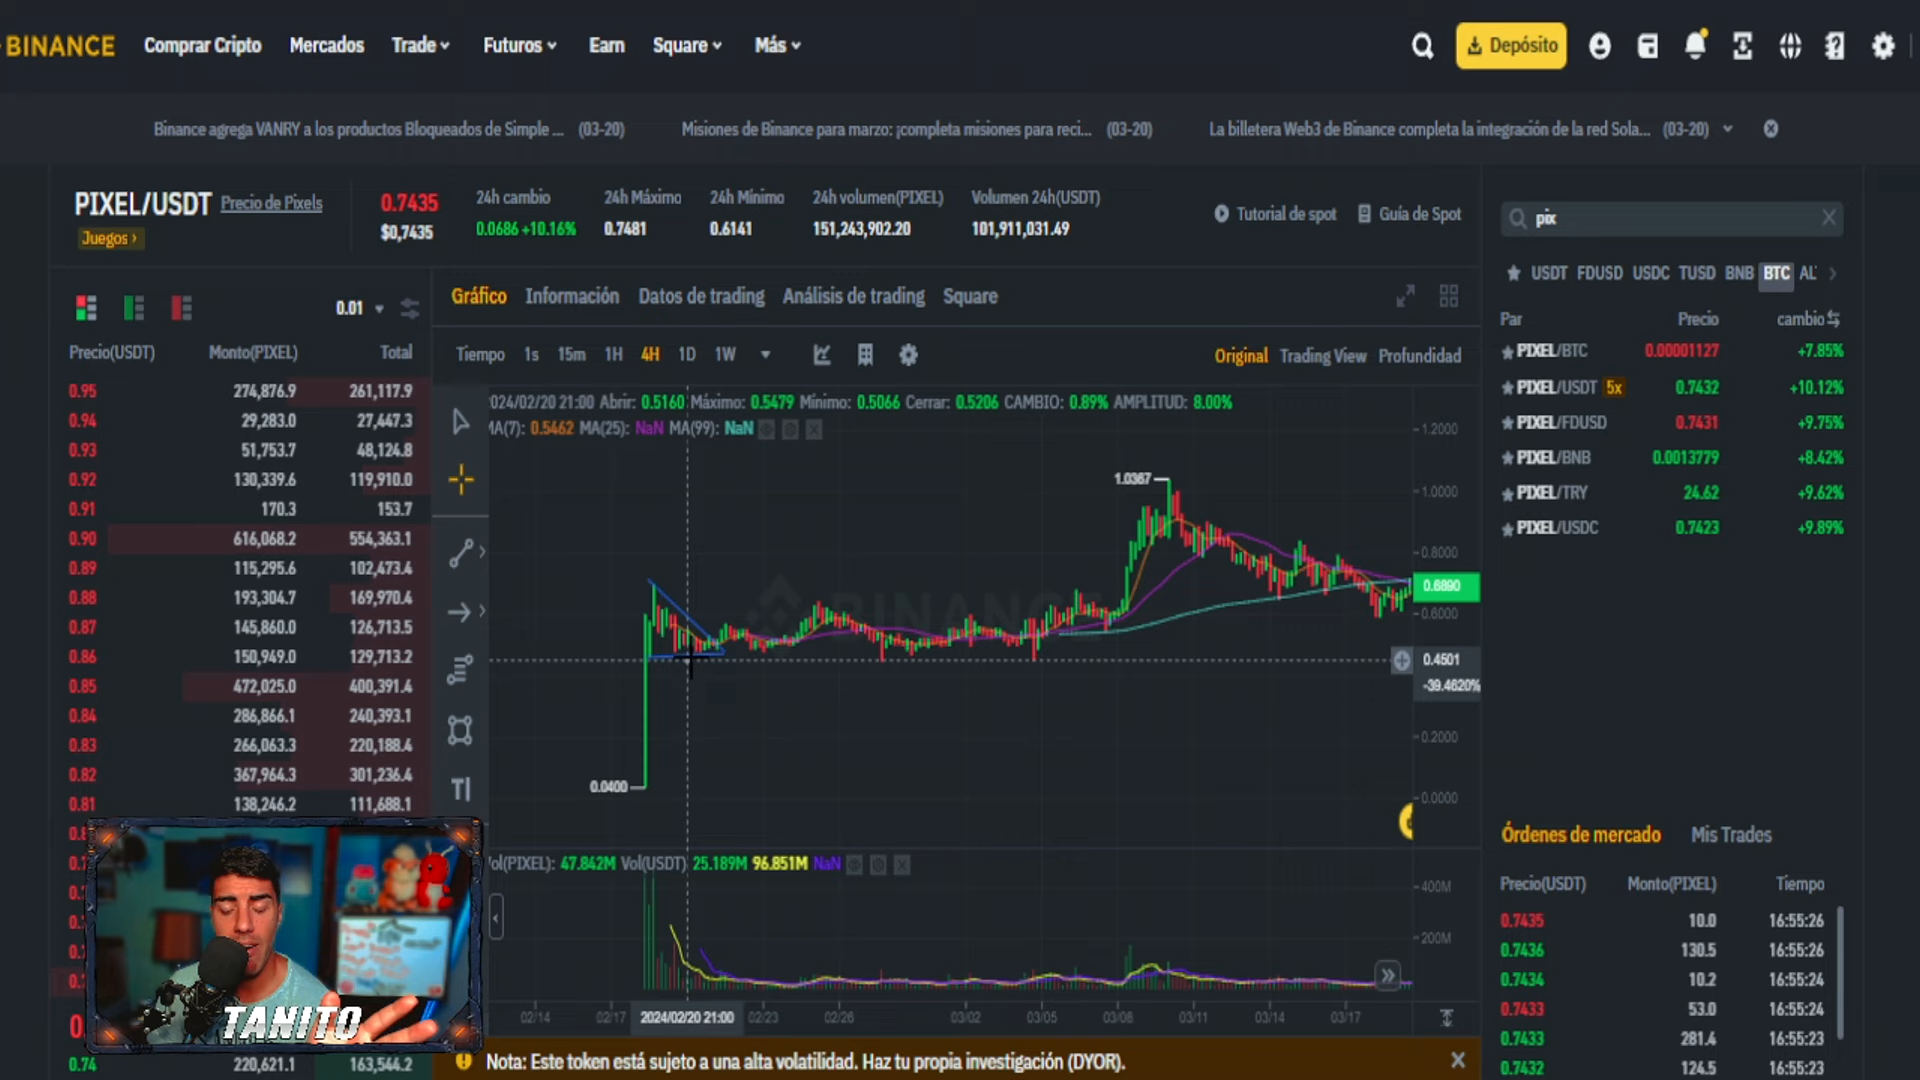 BINANCE Comprar Cripto Mercados Trade Futuros Earn Square Más Depósito
Binance agrega VANRY a los productos Bloqueados de Simple ... (03-20) Misiones de Binance para marzo: ¡completa misiones para reci... (03-20) La billetera Web3 de Binance completa la integración de la red Sola... (03-20)
PIXEL/USDT Precio de Pixels
Juegos
0.7435
$0,7435
24h cambio
0.0686 +10.16%
24h Máximo
0.7481
24h Mínimo
0.6141
24h volumen(PIXEL)
151,243,902.20
Volumen 24h(USDT)
101,911,031.49
Tutorial de spot Guía de Spot
0.01
Precio(USDT) Monto(PIXEL) Total
0.95 274,876.9 261,117.9
0.94 29,283.0 27,447.3
0.93 51,753.7 48,124.8
0.92 130,339.6 119,910.0
0.91 170.3 153.7
0.90 616,068.2 554,363.1
0.89 115,295.6 102,473.4
0.88 193,304.7 169,970.4
0.87 145,860.0 126,713.5
0.86 150,949.0 129,713.2
0.85 472,025.0 400,391.4
0.84 286,866.1 240,393.1
0.83 266,063.3 220,188.4
0.82 367,964.3 301,236.4
0.81 138,246.2 111,688.1
TANITO
0.74 220,621.1 163,544.2
Gráfico Información Datos de trading Análisis de trading Square
Tiempo 1s 15m 1H 4H 1D 1W Original Trading View Profundidad
2024/02/20 21:00 Abrir: 0.5160 Máximo: 0.5479 Mínimo: 0.5066 Cerrar: 0.5206 CAMBIO: 0.89% AMPLITUD: 8.00%
MA(7): 0.5462 MA(25): NaN MA(99): NaN
1.0367
0.0400
BINANCE
1.2000
1.0000
0.8000
0.6890
0.6000
0.4501
-39.4620%
0.2000
0.0000
Vol(PIXEL): 47.842M Vol(USDT) 25.189M 96.851M NaN
400M
200M
02/14 02/17 2024/02/20 21:00 02/23 02/26 03/02 03/05 03/08 03/11 03/14 03/17
Nota: Este token está sujeto a una alta volatilidad. Haz tu propia investigación (DYOR).
pix
USDT FDUSD USDC TUSD BNB BTC AL
Par Precio cambio
PIXEL/BTC 0.00001127 +7.85%
PIXEL/USDT 5x 0.7432 +10.12%
PIXEL/FDUSD 0.7431 +9.75%
PIXEL/BNB 0.0013779 +8.42%
PIXEL/TRY 24.62 +9.62%
PIXEL/USDC 0.7423 +9.89%
Órdenes de mercado Mis Trades
Precio(USDT) Monto(PIXEL) Tiempo
0.7435 10.0 16:55:26
0.7436 130.5 16:55:26
0.7434 10.2 16:55:24
0.7433 53.0 16:55:24
0.7433 281.4 16:55:23
0.7432 124.5 16:55:23